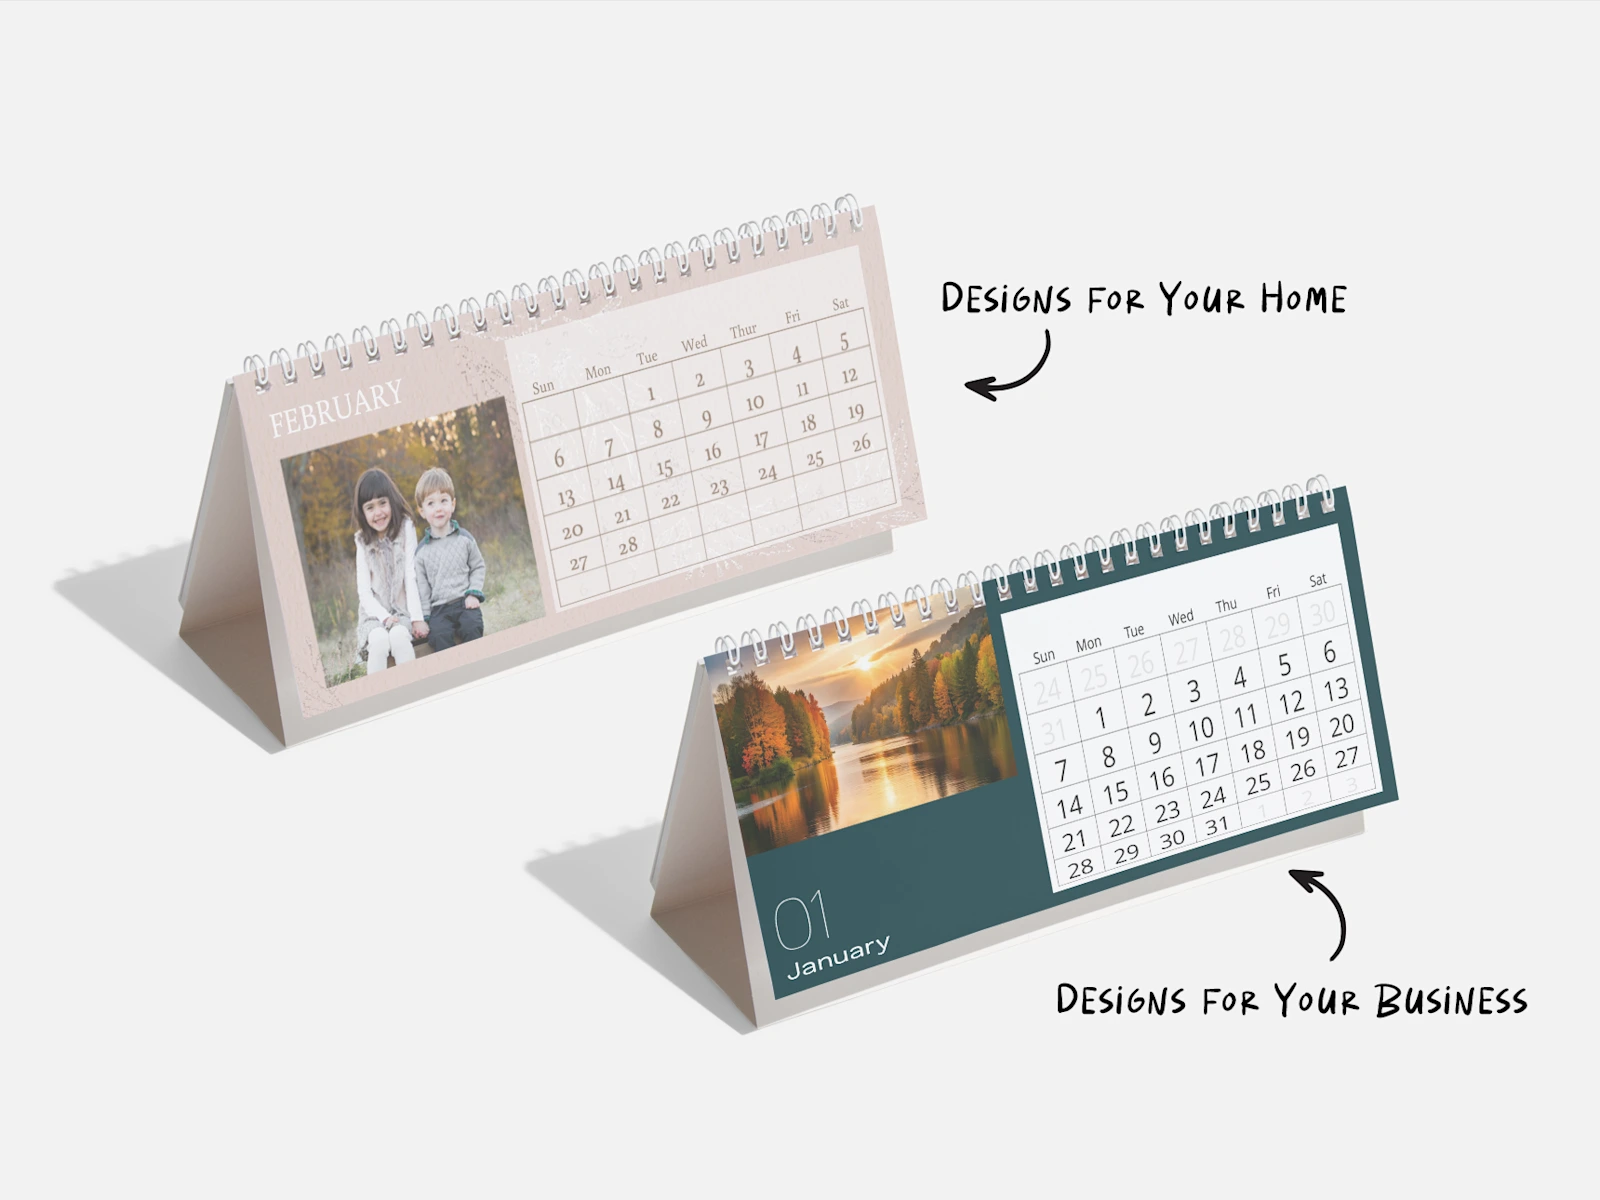 Designs for Your Home
FEBRUARY
Sun Mon Tue Wed Thur Fri Sat
1 2 3 4 5
6 7 8 9 10 11 12
13 14 15 16 17 18 19
20 21 22 23 24 25 26
27 28
Sun Mon Tue Wed Thu Fri Sat
24 25 26 27 28 29 30
31 1 2 3 4 5 6
7 8 9 10 11 12 13
14 15 16 17 18 19 20
21 22 23 24 25 26 27
28 29 30 31 1 2 3
01
January
Designs for Your Business